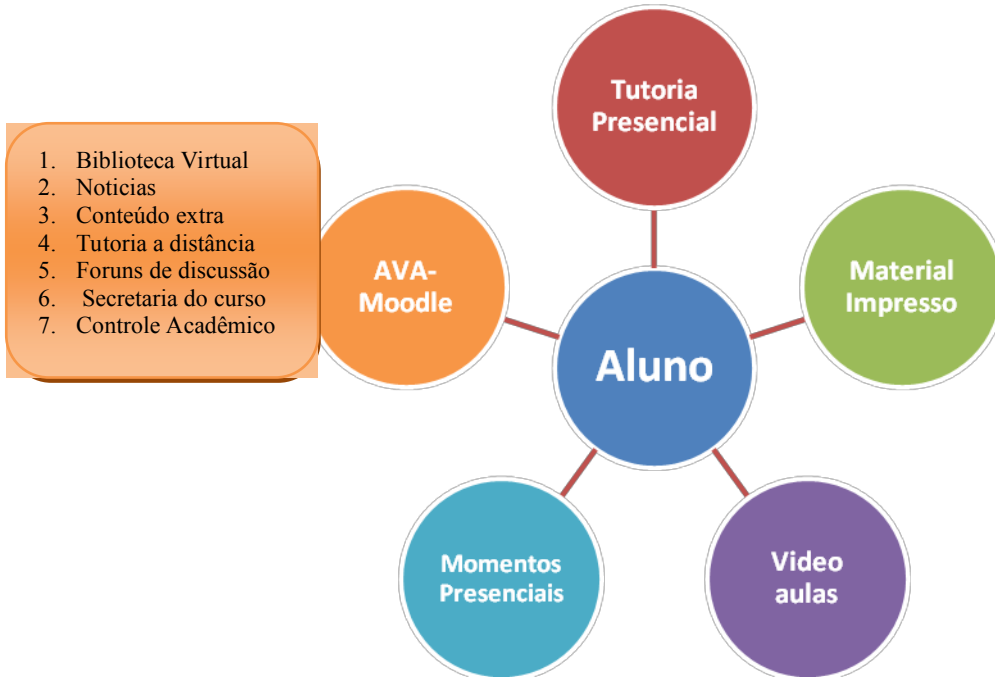 Tutoria
Presencial
1. Biblioteca Virtual
2. Noticias
3. Conteúdo extra
4. Tutoria a distância
5. Foruns de discussão
6. Secretaria do curso
7. Controle Acadêmico
AVA-
Moodle
Material
Impresso
Aluno
Momentos
Presenciais
Video
aulas